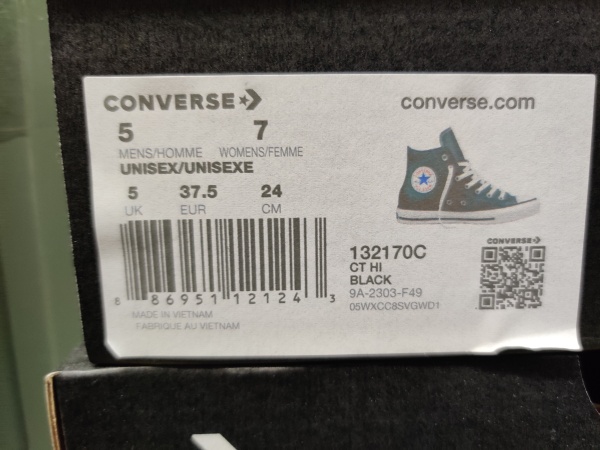 CONVERSE
converse.com
5 7
MENS/HOMME WOMENS/FEMME
UNISEX/UNISEXE
5 37.5 24
UK EUR CM
8 86951 12124 3
MADE IN VIETNAM
FABRIQUE AU VIETNAM
132170C
CT HI
BLACK
9A-2303-F49
05WXCC8SVGWD1
CONVERSE